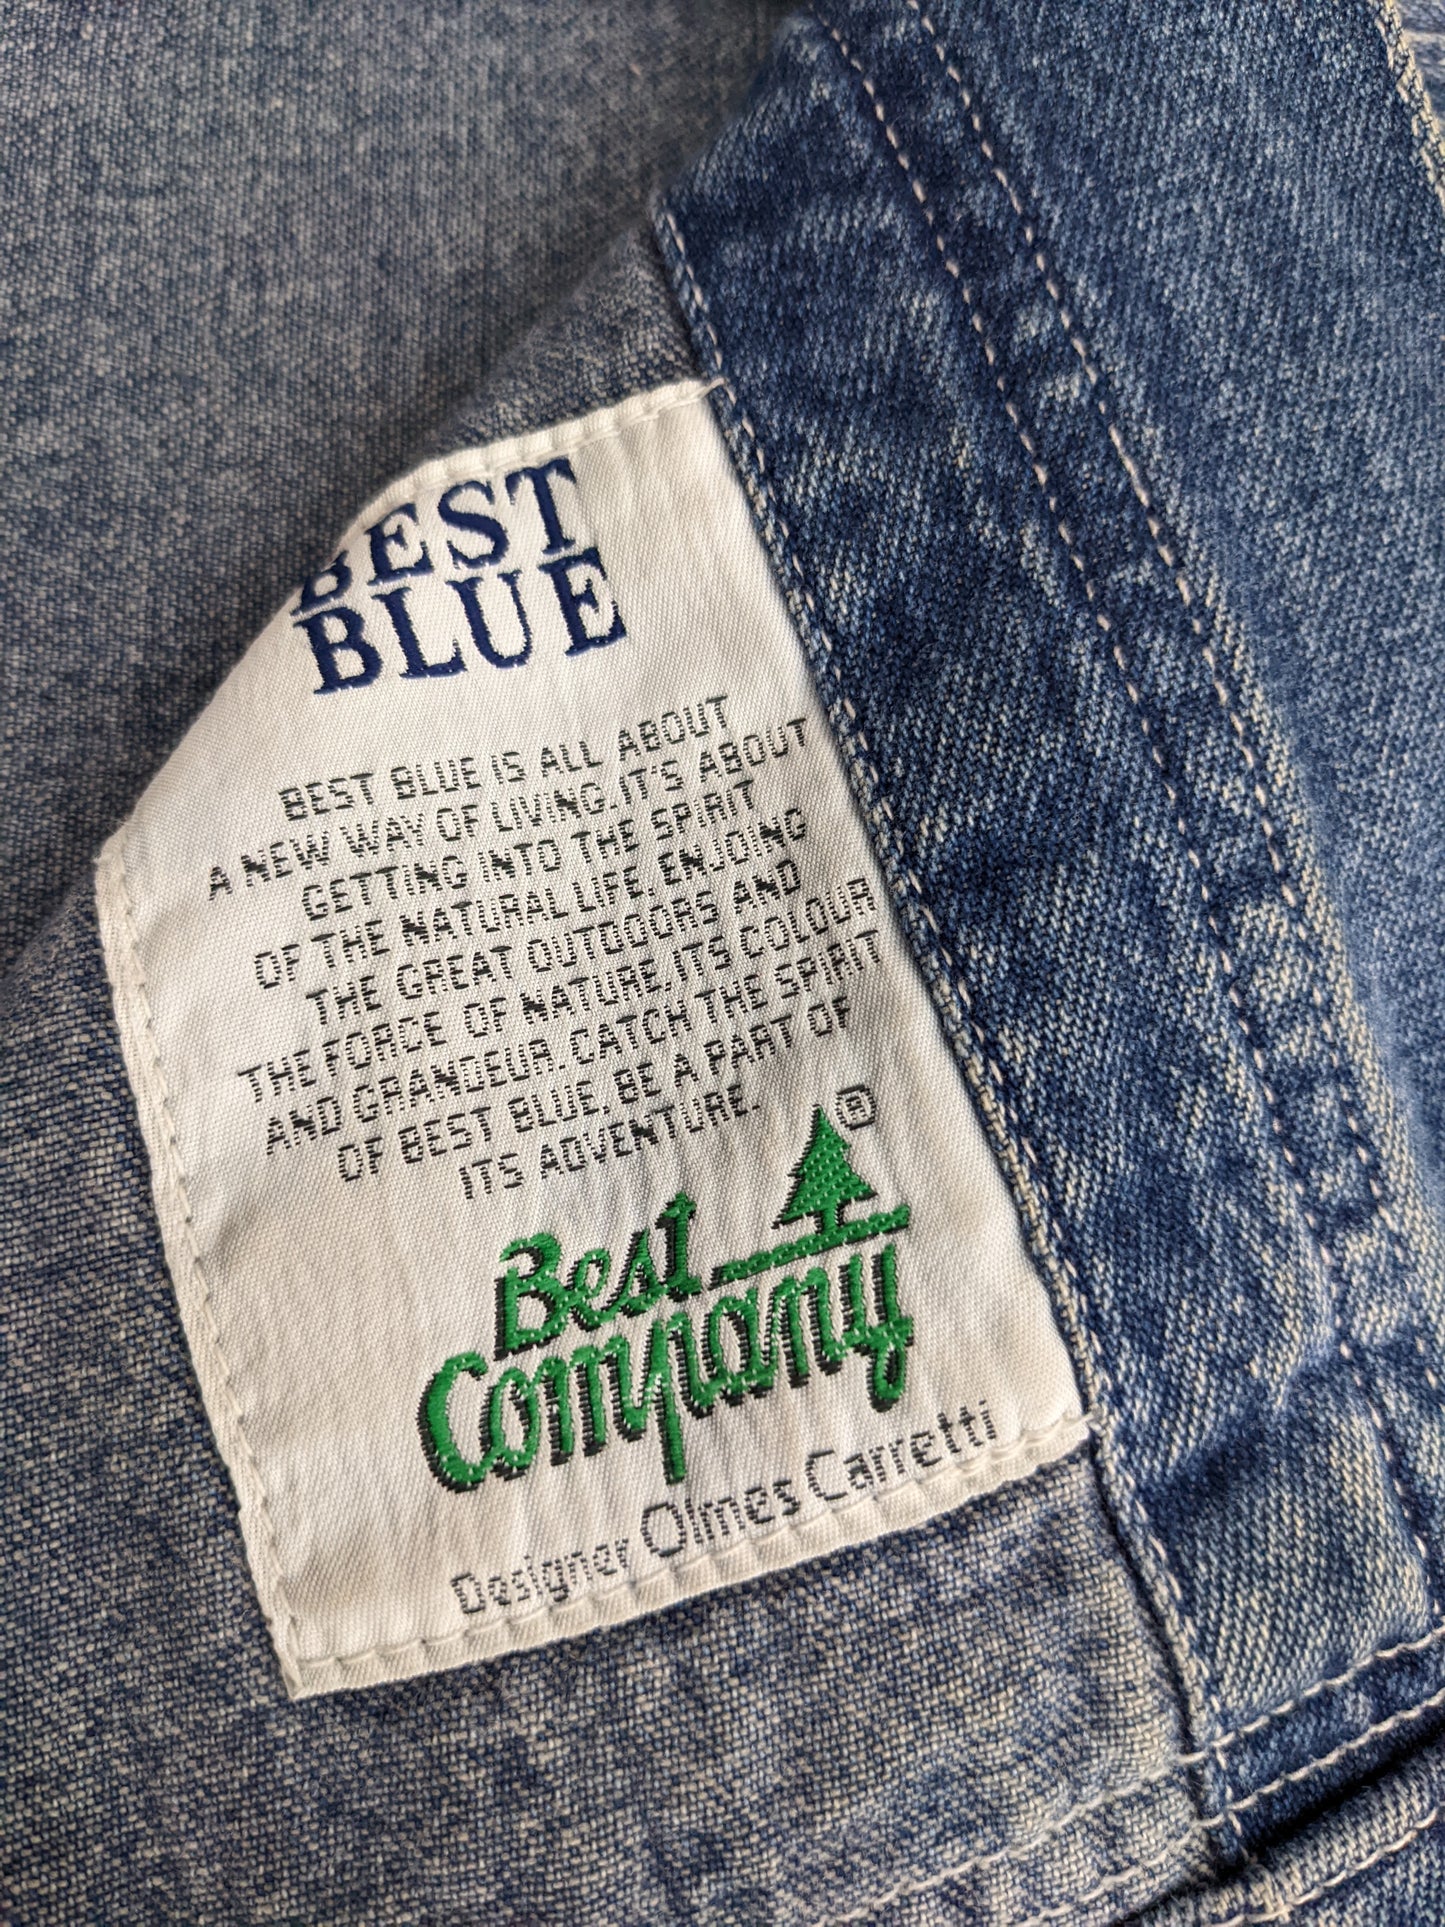 BEST
BLUE
BEST BLUE IS ALL ABOUT
A NEW WAY OF LIVING. IT'S ABOUT
GETTING INTO THE SPIRIT
OF THE NATURAL LIFE. ENJOING
THE GREAT OUTDOORS AND
THE FORCE OF NATURE, ITS COLOUR
AND GRANDEUR. CATCH THE SPIRIT
OF BEST BLUE. BE A PART OF
ITS ADVENTURE.
®
Best
Company
Designer Olmes Carretti